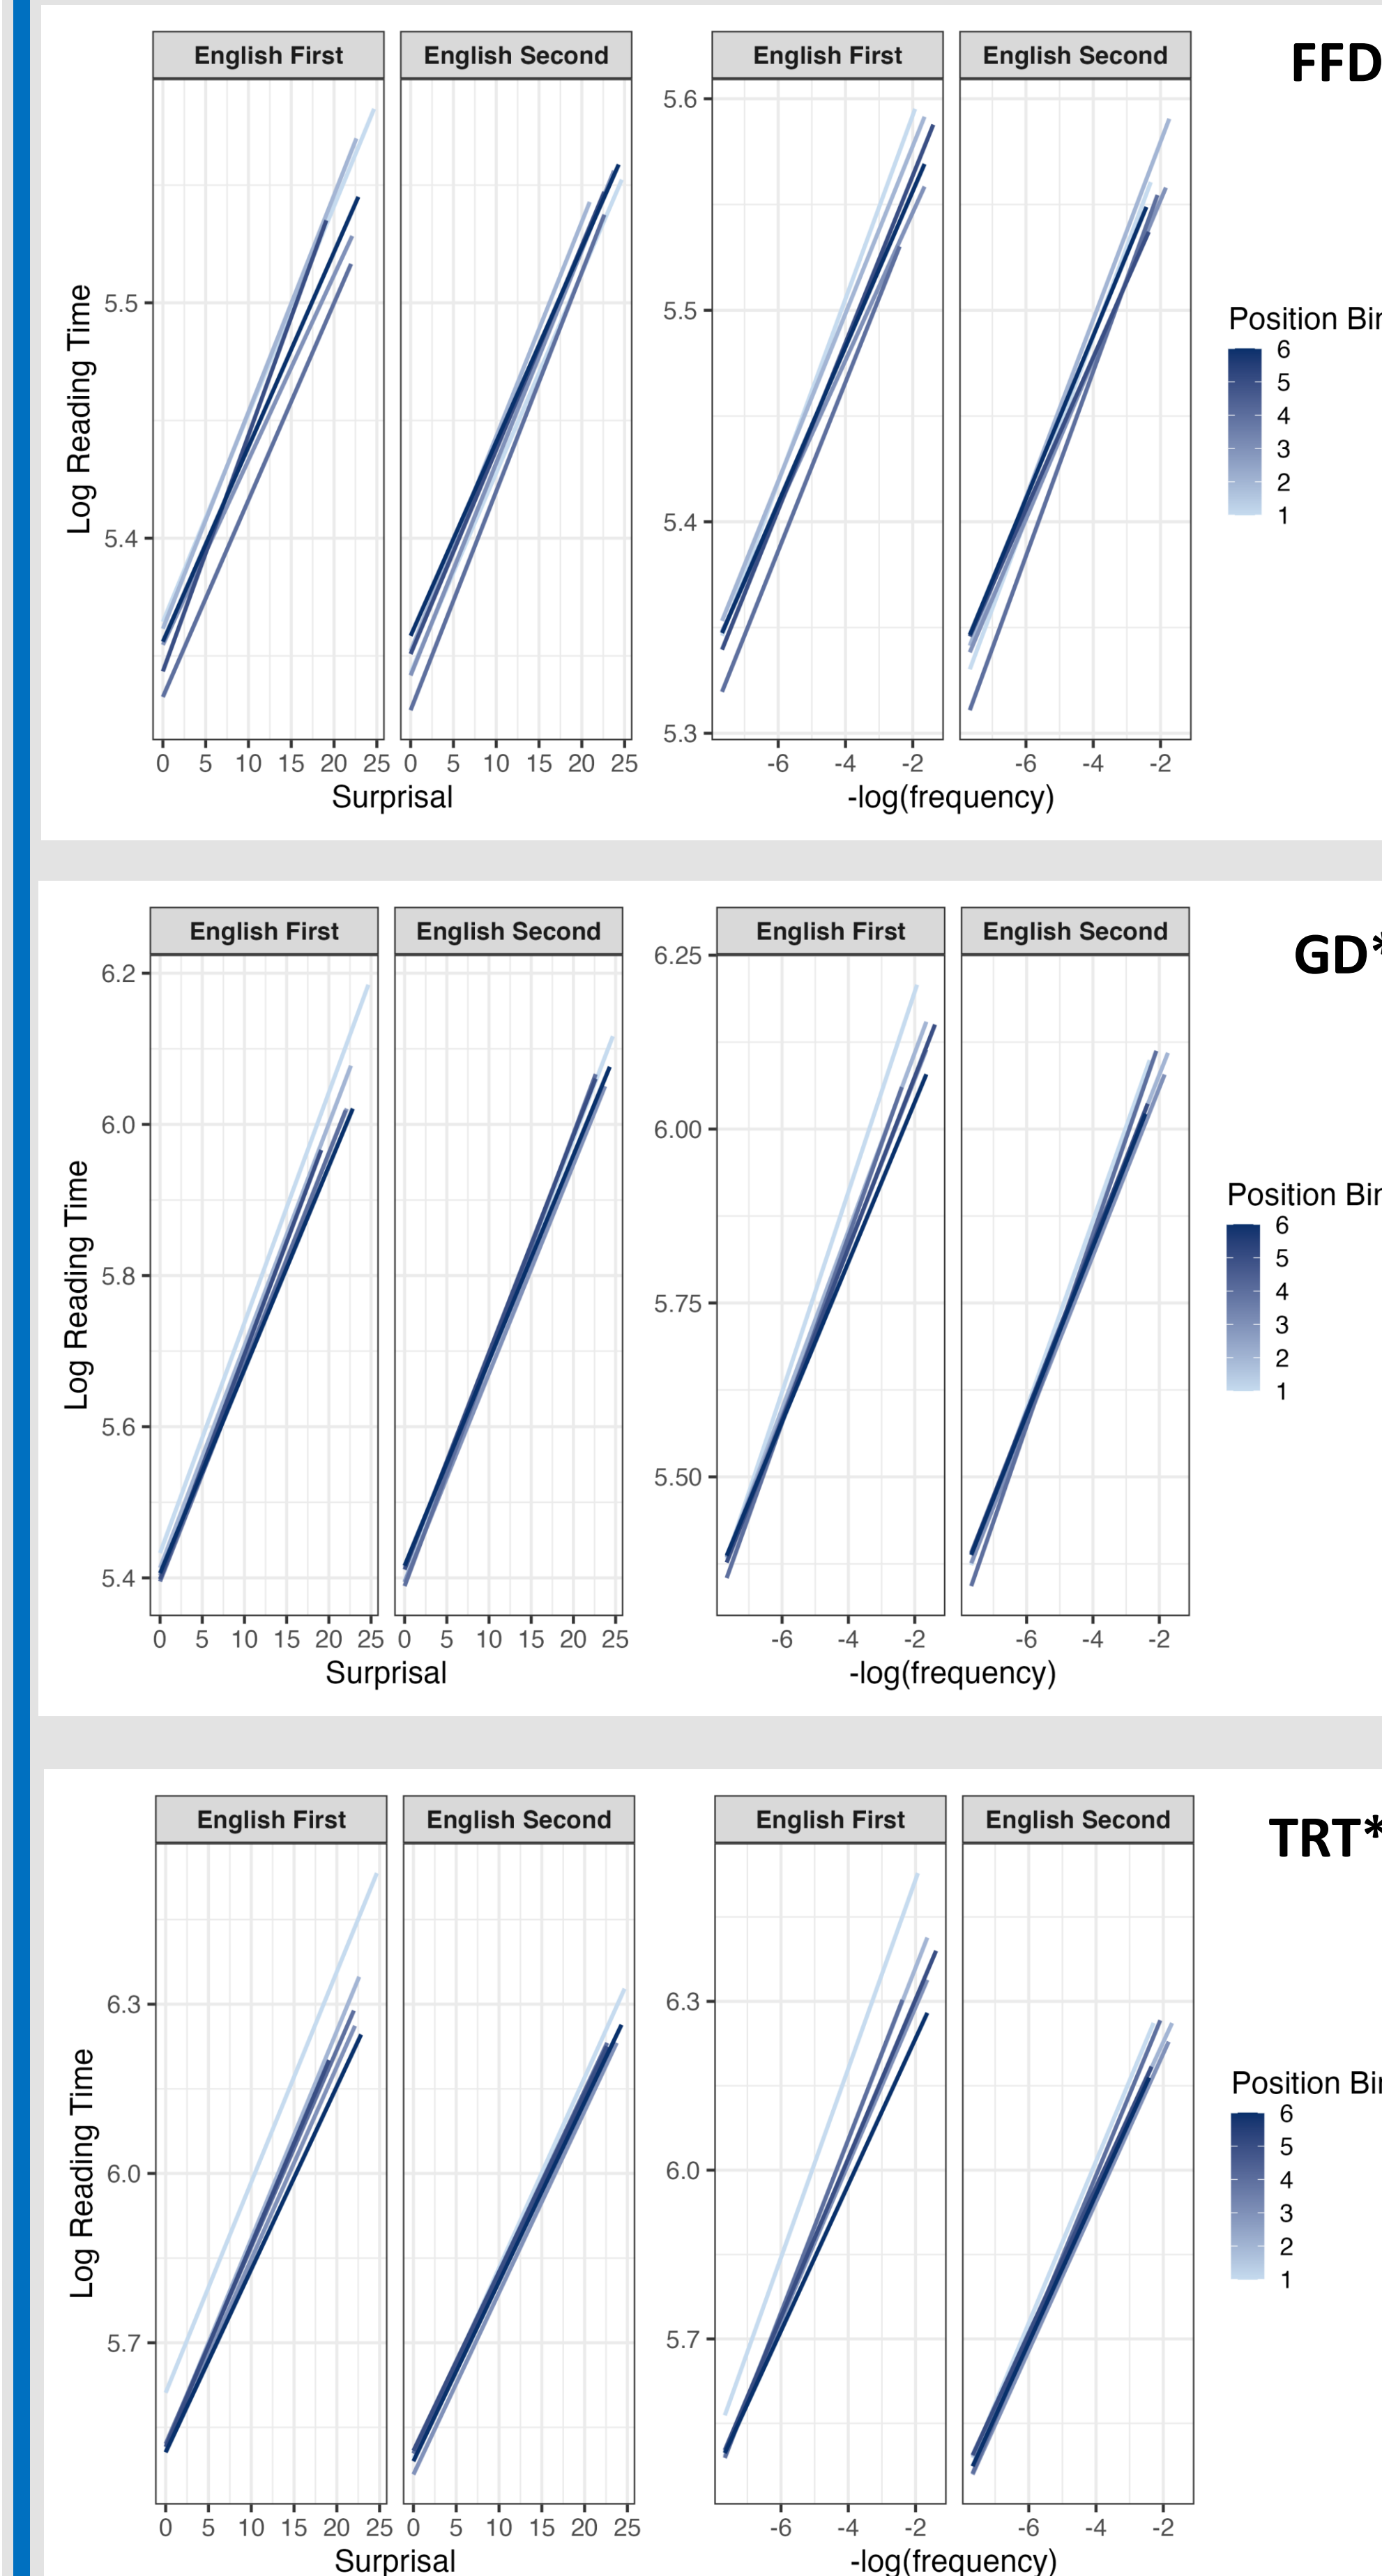 English First English Second English First English Second FFD
5.6
5.5 5.5
5.4 5.4
5.3
Log Reading Time
0 5 10 15 20 25 0 5 10 15 20 25 -6 -4 -2 -6 -4 -2
Surprisal -log(frequency)
Position Bin
6
5
4
3
2
1
English First English Second English First English Second GD*
6.2 6.25
6.0 6.00
5.8 5.75
5.6 5.50
5.4
Log Reading Time
0 5 10 15 20 25 0 5 10 15 20 25 -6 -4 -2 -6 -4 -2
Surprisal -log(frequency)
Position Bin
6
5
4
3
2
1
English First English Second English First English Second TRT*
6.3 6.3
6.0 6.0
5.7 5.7
Log Reading Time
0 5 10 15 20 25 0 5 10 15 20 25 -6 -4 -2 -6 -4 -2
Surprisal -log(frequency)
Position Bin
6
5
4
3
2
1